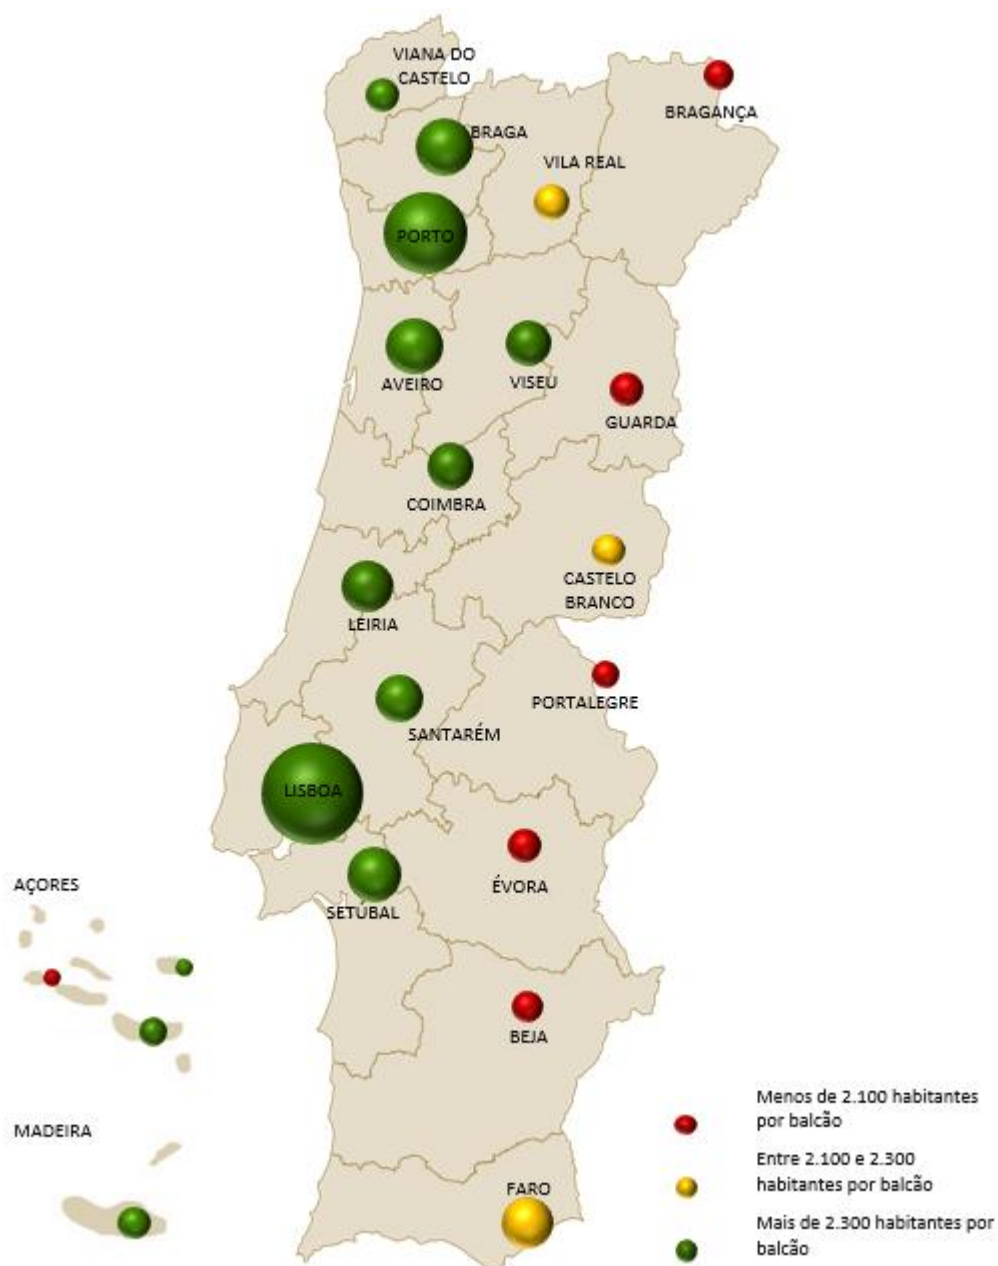 VIANA DO
CASTELO
BRAGANÇA
BRAGA
VILA REAL
PORTO
AVEIRO
VISEU
GUARDA
COIMBRA
CASTELO
BRANCO
LEIRIA
PORTALEGRE
SANTARÉM
LISBOA
ÉVORA
AÇORES
SETÚBAL
BEJA
MADEIRA
FARO
Menos de 2.100 habitantes
por balcão
Entre 2.100 e 2.300
habitantes por balcão
Mais de 2.300 habitantes por
balcão